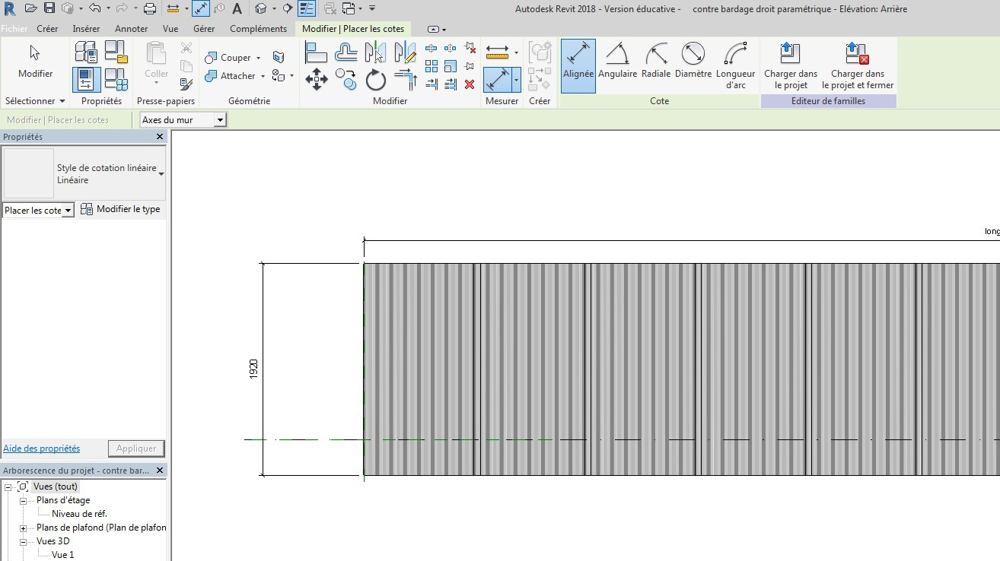 Autodesk Revit 2018 - Version éducative - contre bardage droit paramétrique - Elévation: Arrière
Fichier Créer Insérer Annoter Vue Gérer Compléments Modifier | Placer les cotes
Modifier
Coller
Couper
Attacher
Alignée Angulaire Radiale Diamètre Longueur d'arc
Charger dans le projet
Charger dans le projet et fermer
Sélectionner Propriétés Presse-papiers Géométrie Modifier Mesurer Créer Cote Editeur de familles
Modifier | Placer les cotes Axes du mur
Propriétés
Style de cotation linéaire
Linéaire
Placer les cote Modifier le type
long
1920
Aide des propriétés Appliquer
Arborescence du projet - contre bar...
Vues (tout)
Plans d'étage
Niveau de réf.
Plans de plafond (Plan de plafon
Vues 3D
Vue 1